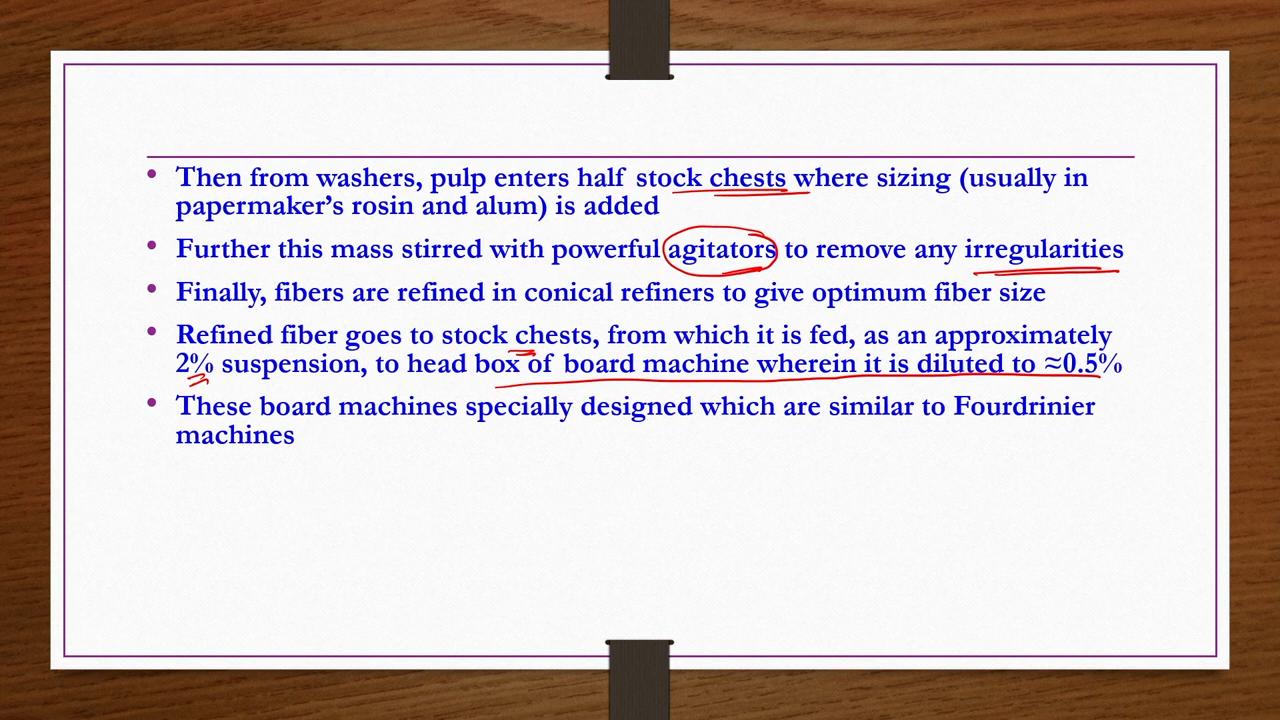 • Then from washers, pulp enters half stock chests where sizing (usually in
papermaker's rosin and alum) is added
• Further this mass stirred with powerful agitators to remove any irregularities
• Finally, fibers are refined in conical refiners to give optimum fiber size
• Refined fiber goes to stock chests, from which it is fed, as an approximately
2% suspension, to head box of board machine wherein it is diluted to ≈0.5%
• These board machines specially designed which are similar to Fourdrinier
machines